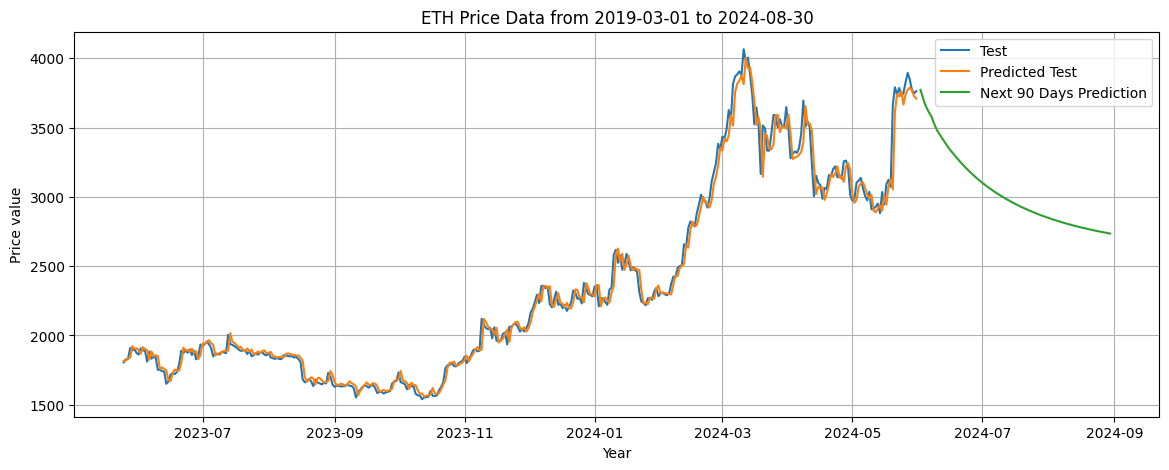 ETH Price Data from 2019-03-01 to 2024-08-30
Test
Predicted Test
Next 90 Days Prediction
Price value
4000
3500
3000
2500
2000
1500
2023-07
2023-09
2023-11
2024-01
2024-03
2024-05
2024-07
2024-09
Year